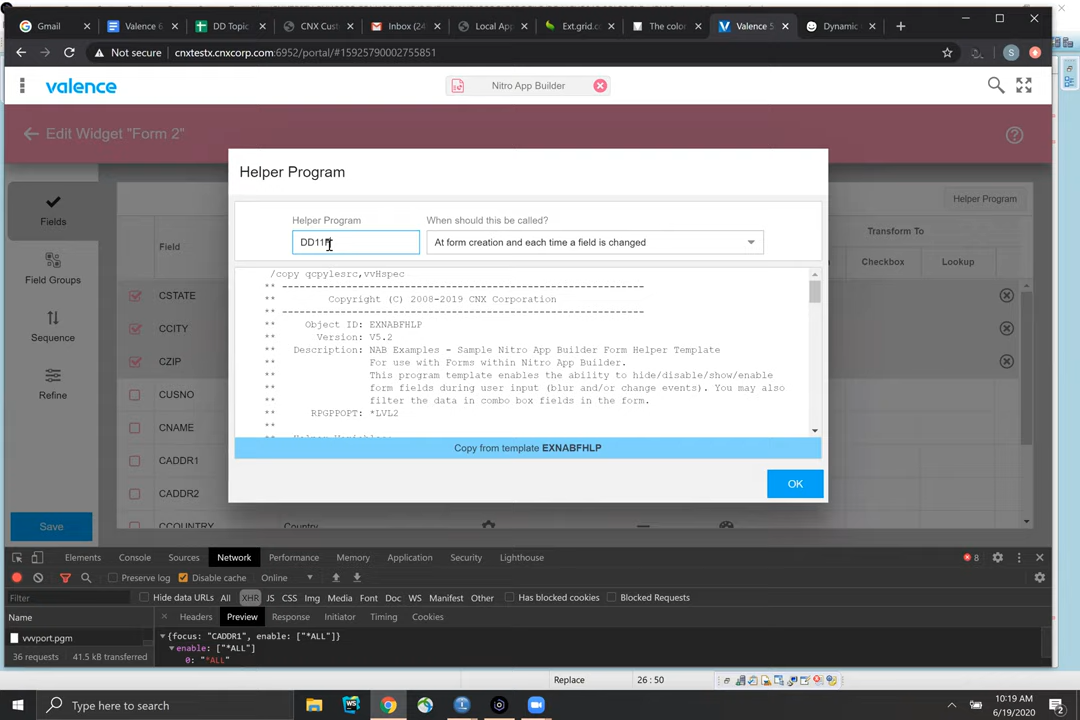 Gmail
Valence 6
DD Topic
CNX Cust
Inbox (24
Local App
Ext.grid.co
The color
Valence 5
Dynamic
Not secure
cnxtestx.cnxcorp.com:6952/portal/#15925790002755851
S
valence
Nitro App Builder
Edit Widget "Form 2"
Helper Program
Helper Program
Helper Program
When should this be called?
Transform To
DD11
At form creation and each time a field is changed
Fields
Field
Checkbox
Lookup
Field Groups
Sequence
Refine
Save
CSTATE
CCITY
CZIP
CUSNO
CNAME
CADDR1
CADDR2
CCOUNTRY
Country
/copy qcpylesrc,vvHspec
** ------------------------------------------------------
** Copyright (C) 2008-2019 CNX Corporation
** ------------------------------------------------------
** Object ID: EXNABFHLP
** Version: V5.2
** Description: NAB Examples - Sample Nitro App Builder Form Helper Template
** For use with Forms within Nitro App Builder.
** This program template enables the ability to hide/disable/show/enable
** form fields during user input (blur and/or change events). You may also
** filter the data in combo box fields in the form.
** RPGPPOPT: *LVL2
**
Copy from template EXNABFHLP
OK
Elements Console Sources Network Performance Memory Application Security Lighthouse
8
Preserve log Disable cache Online
Filter
Hide data URLs All XHR JS CSS Img Media Font Doc WS Manifest Other Has blocked cookies Blocked Requests
Name
Headers Preview Response Initiator Timing Cookies
vvvport.pgm
{focus: "CADDR1", enable: ["*ALL"]}
enable: ["*ALL"]
0: "*ALL"
36 requests 41.5 kB transferred
Replace 26 : 50
Type here to search
10:19 AM
6/19/2020
2